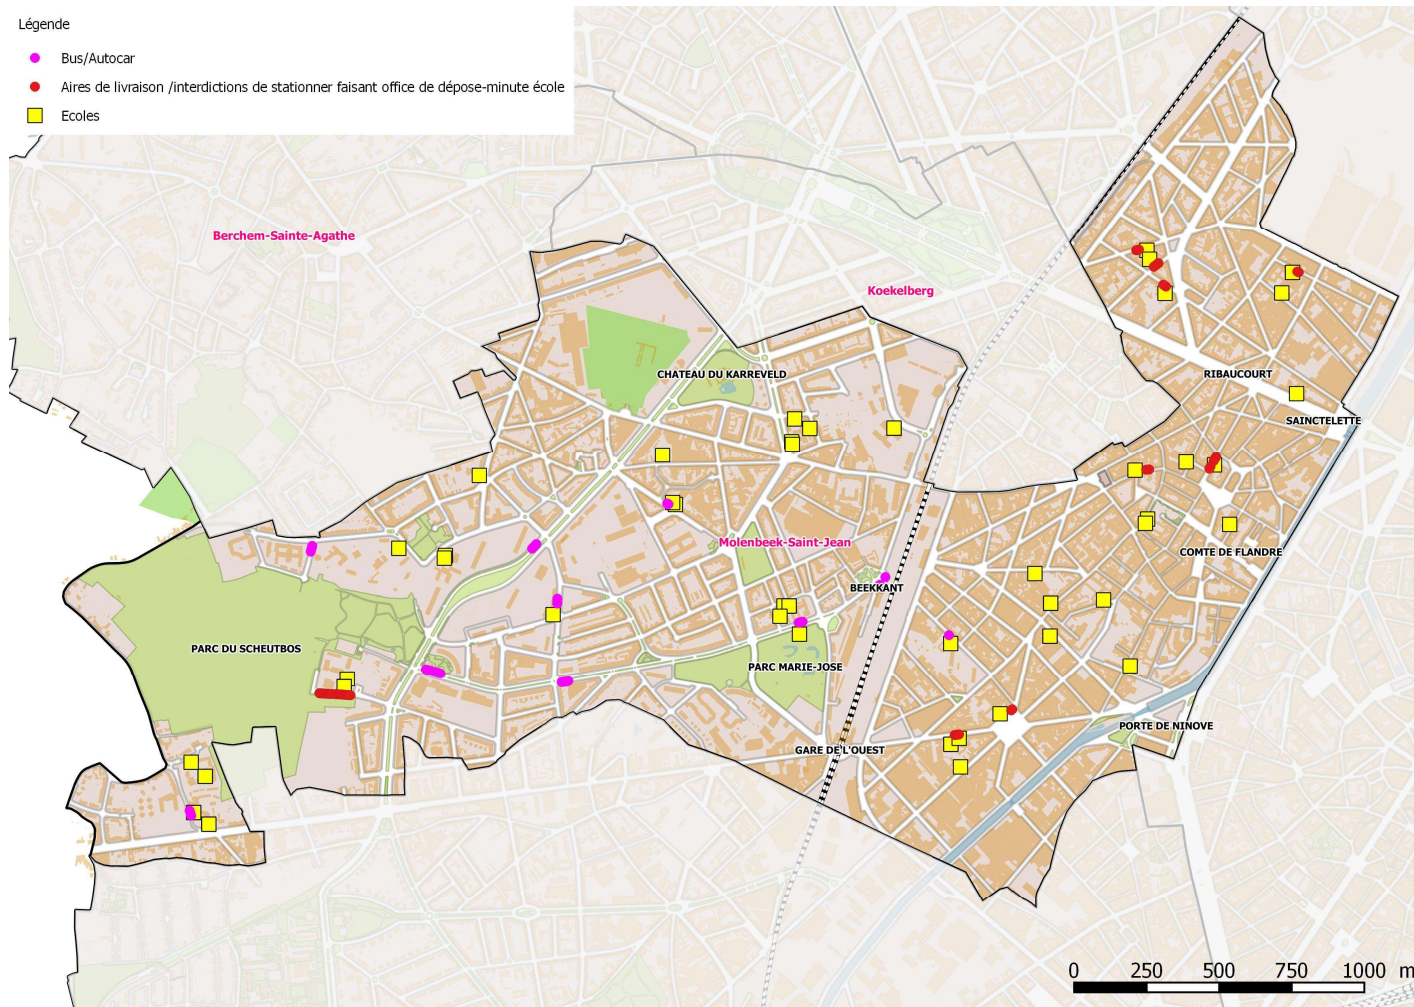 Légende
Bus/Autocar
Aires de livraison /interdictions de stationner faisant office de dépose-minute école
Ecoles
Berchem-Sainte-Agathe
Koekelberg
CHATEAU DU KARREVELD
RIBAUCOURT
SAINCTELETTE
Molenbeek-Saint-Jean
COMTE DE FLANDRE
BEEKKANT
PARC DU SCHEUTBOS
PARC MARIE-JOSE
PORTE DE NINOVE
GARE DE L'OUEST
0 250 500 750 1000 m